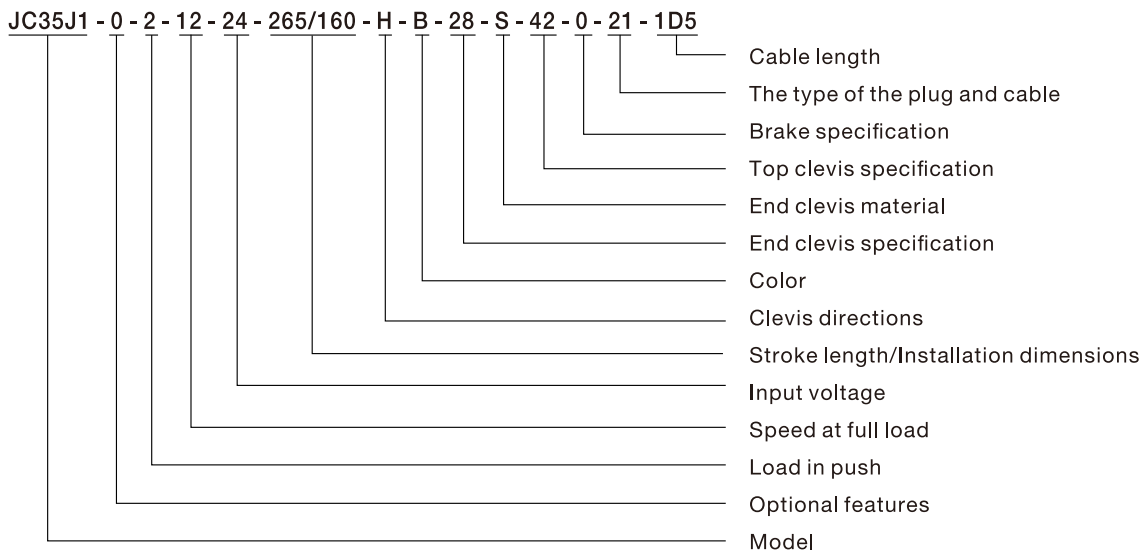 JC35J1 - 0 - 2 - 12 - 24 - 265/160 - H - B - 28 - S - 42 - 0 - 21 - 1D5
Cable length
The type of the plug and cable
Brake specification
Top clevis specification
End clevis material
End clevis specification
Color
Clevis directions
Stroke length/Installation dimensions
Input voltage
Speed at full load
Load in push
Optional features
Model